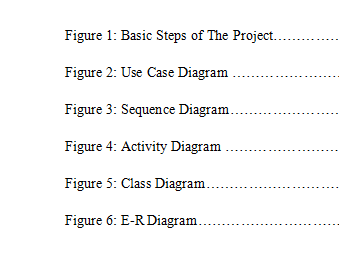 Figure 1: Basic Steps of The Project..............
Figure 2: Use Case Diagram ......................
Figure 3: Sequence Diagram......................
Figure 4: Activity Diagram .......................
Figure 5: Class Diagram...........................
Figure 6: E-R Diagram.............................